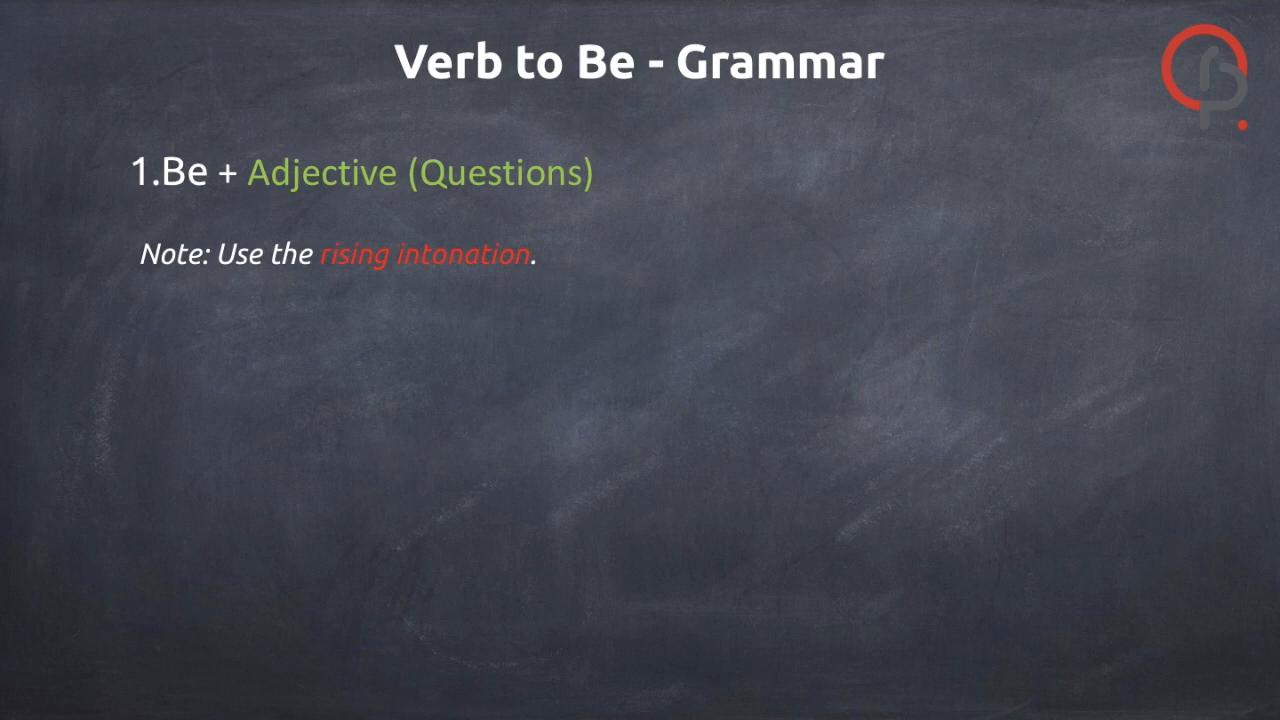 Verb to Be - Grammar
1.Be + Adjective (Questions)
Note: Use the rising intonation.